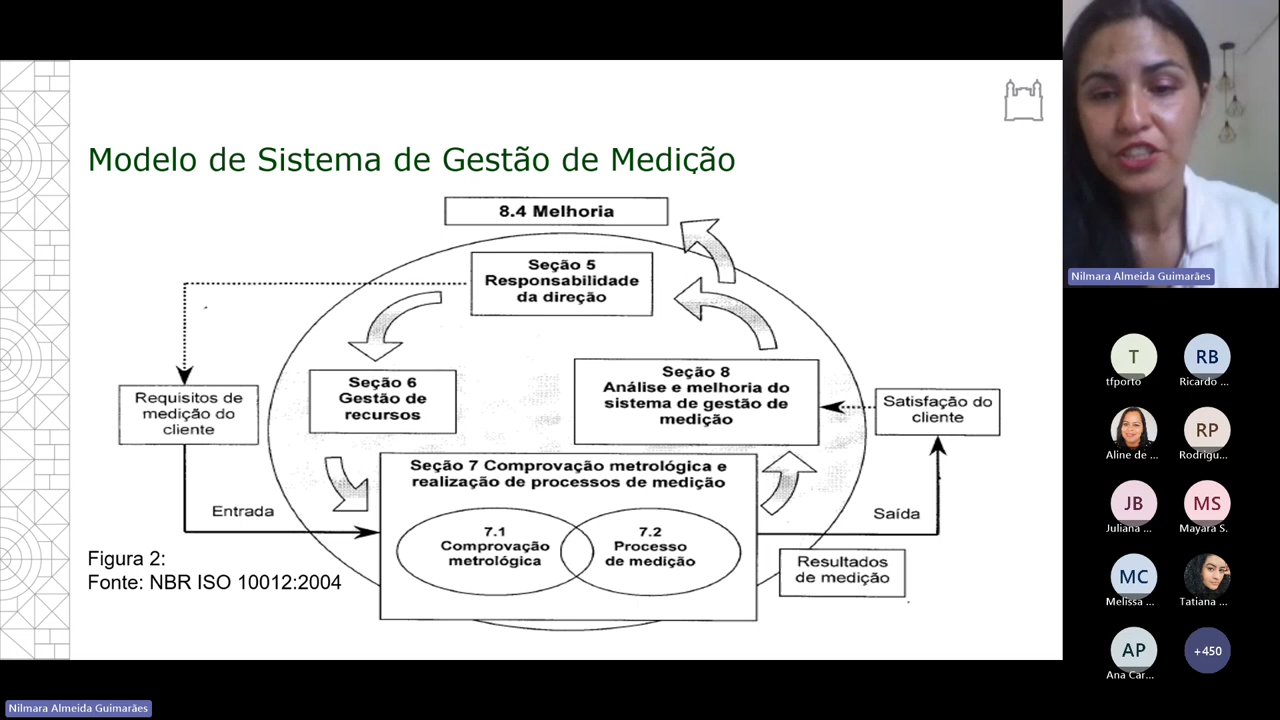 Modelo de Sistema de Gestão de Medição
8.4 Melhoria
Seção 5
Responsabilidade
da direção
Seção 6
Gestão de
recursos
Seção 8
Análise e melhoria do
sistema de gestão de
medição
Requisitos de
medição do
cliente
Satisfação do
cliente
Seção 7 Comprovação metrológica e
realização de processos de medição
Entrada
Saída
7.1
Comprovação
metrológica
7.2
Processo
de medição
Resultados
de medição
Figura 2:
Fonte: NBR ISO 10012:2004
Nilmara Almeida Guimarães
T
tfporto
RB
Ricardo ...
Aline de ...
RP
Rodrigu...
JB
Juliana ...
MS
Mayara S.
MC
Melissa ...
Tatiana ...
AP
Ana Car...
+450
Nilmara Almeida Guimarães